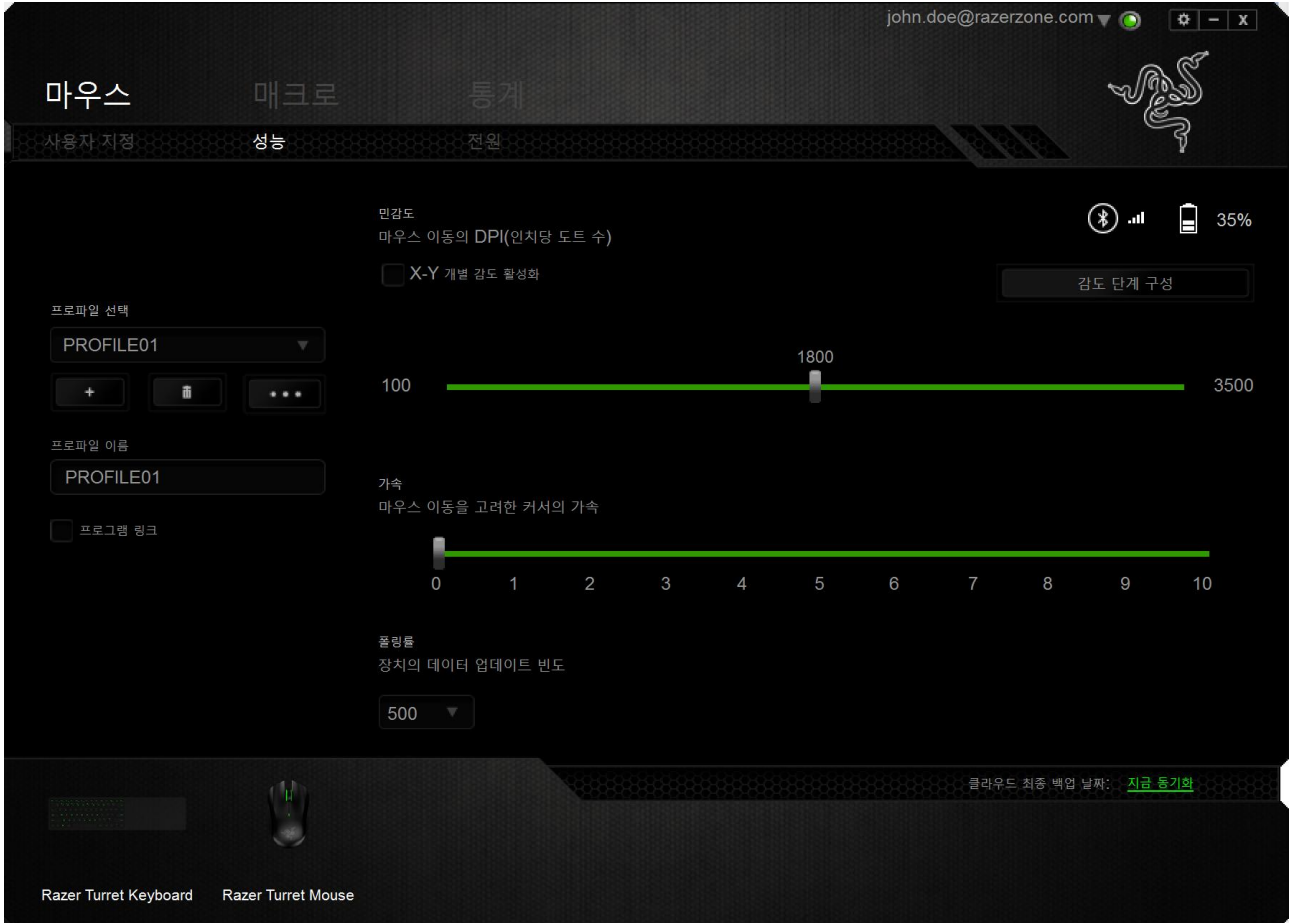 john.doe@razerzone.com
마우스 매크로 통계
사용자 지정 성능 전원
민감도
마우스 이동의 DPI(인치당 도트 수)
35%
X-Y 개별 감도 활성화
감도 단계 구성
프로파일 선택
PROFILE01
1800
100 3500
프로파일 이름
PROFILE01
프로그램 링크
가속
마우스 이동을 고려한 커서의 가속
0 1 2 3 4 5 6 7 8 9 10
폴링률
장치의 데이터 업데이트 빈도
500
클라우드 최종 백업 날짜: 지금 동기화
Razer Turret Keyboard Razer Turret Mouse